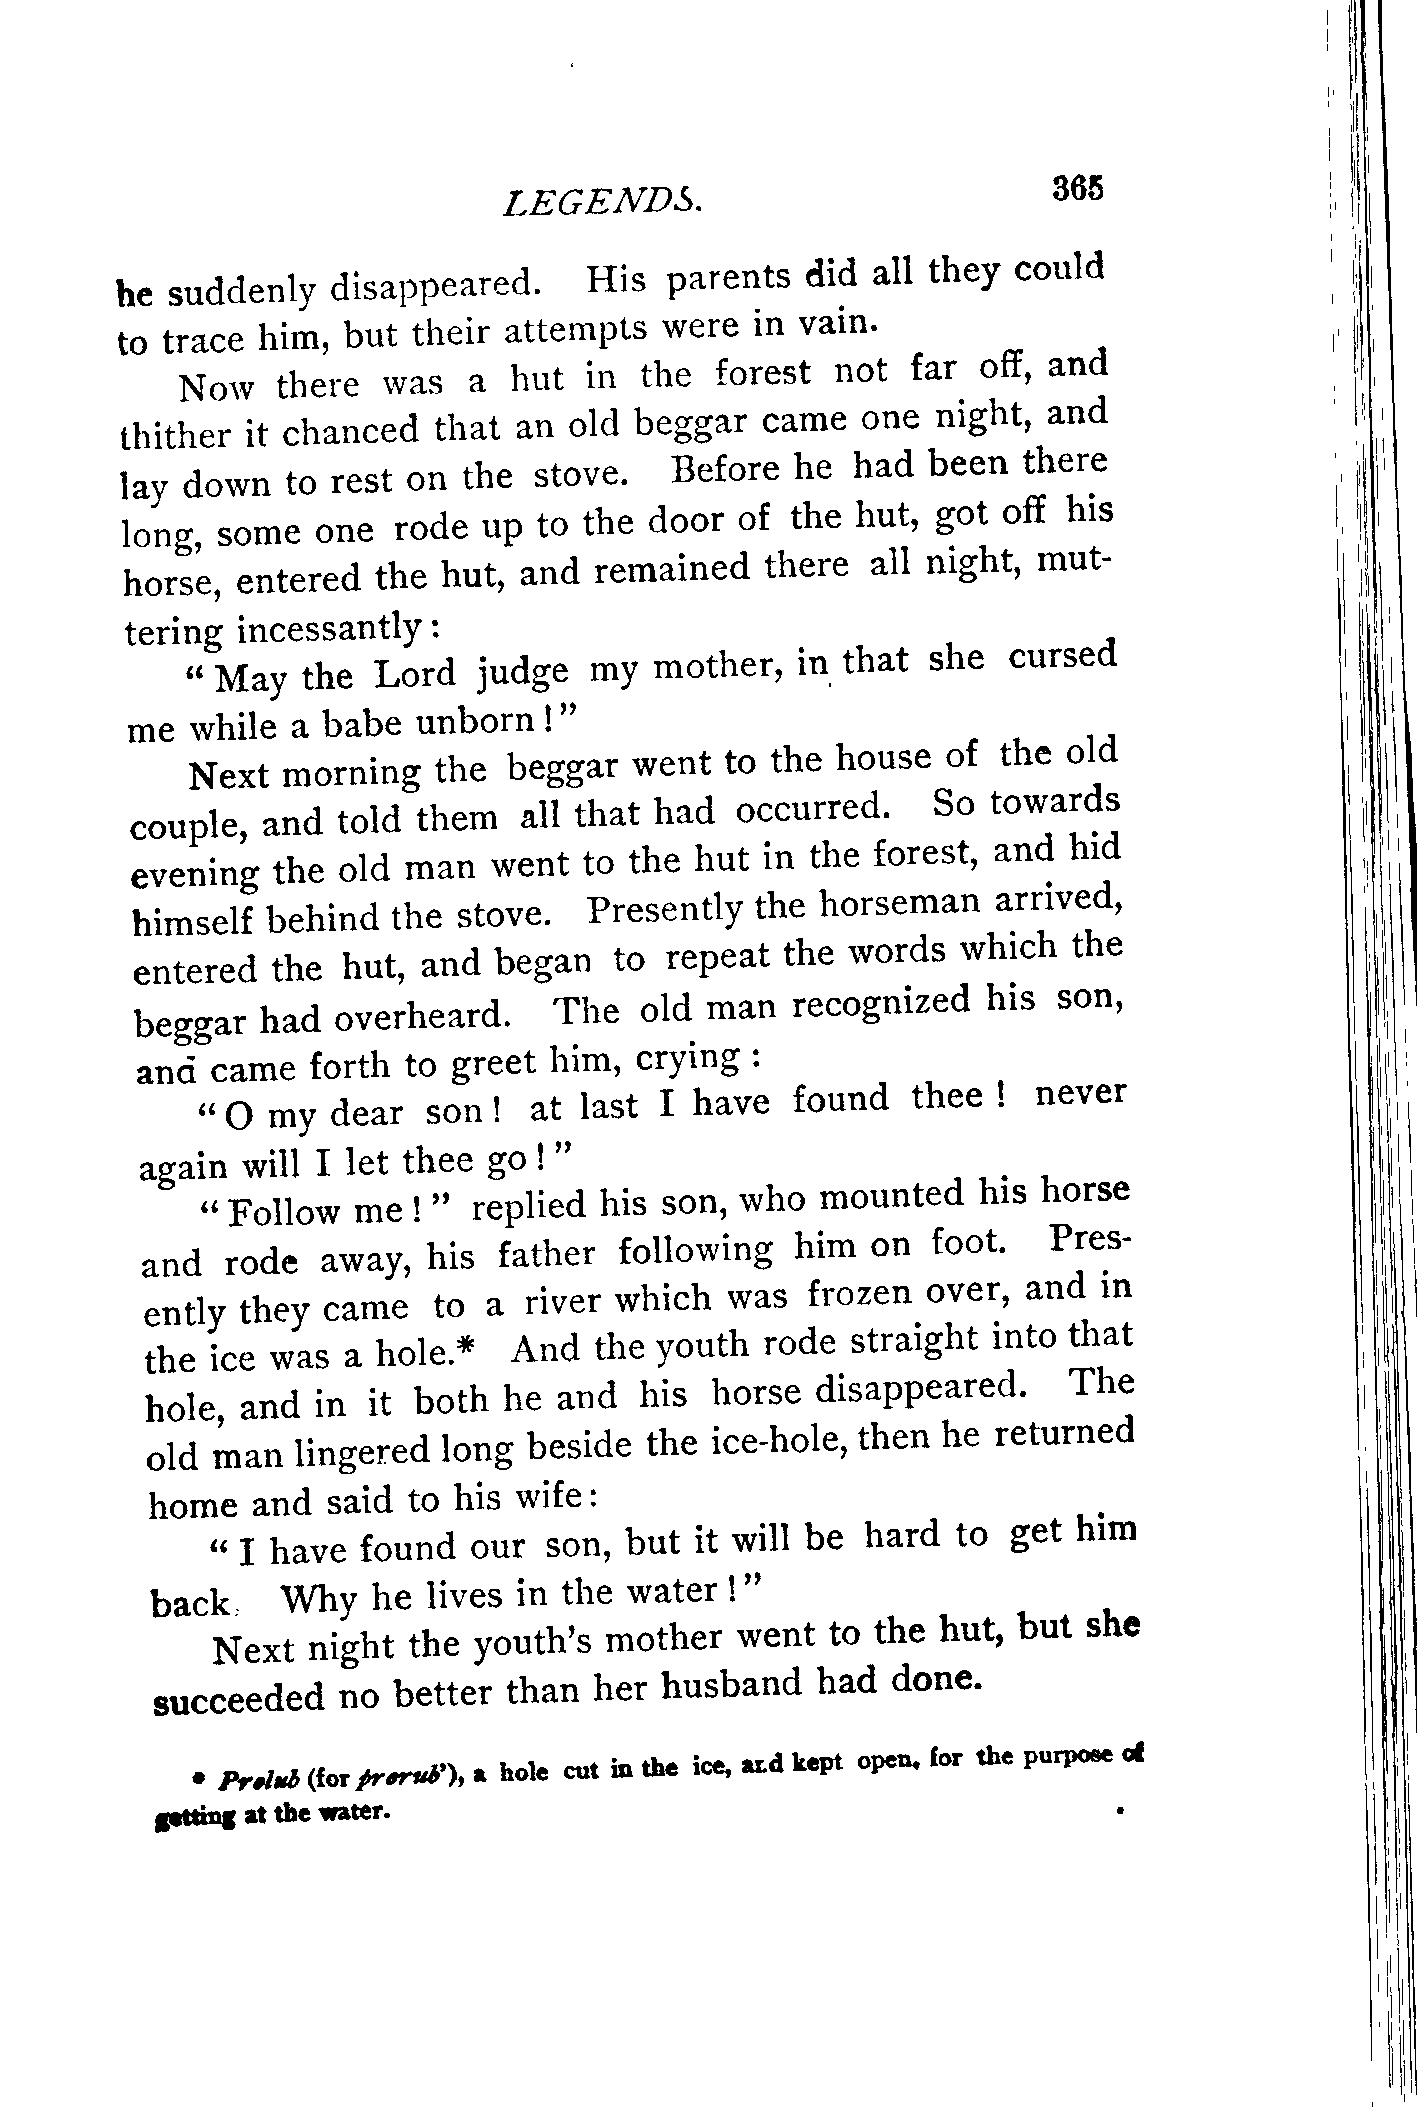 LEGENDS. 365
he suddenly disappeared. His parents did all they could
to trace him, but their attempts were in vain.
Now there was a hut in the forest not far off, and
thither it chanced that an old beggar came one night, and
lay down to rest on the stove. Before he had been there
long, some one rode up to the door of the hut, got off his
horse, entered the hut, and remained there all night, mut-
tering incessantly:
"May the Lord judge my mother, in that she cursed
me while a babe unborn!"
Next morning the beggar went to the house of the old
couple, and told them all that had occurred. So towards
evening the old man went to the hut in the forest, and hid
himself behind the stove. Presently the horseman arrived,
entered the hut, and began to repeat the words which the
beggar had overheard. The old man recognized his son,
and came forth to greet him, crying:
"O my dear son! at last I have found thee! never
again will I let thee go!"
"Follow me!" replied his son, who mounted his horse
and rode away, his father following him on foot. Pres-
ently they came to a river which was frozen over, and in
the ice was a hole.* And the youth rode straight into that
hole, and in it both he and his horse disappeared. The
old man lingered long beside the ice-hole, then he returned
home and said to his wife:
"I have found our son, but it will be hard to get him
back. Why he lives in the water!"
Next night the youth's mother went to the hut, but she
succeeded no better than her husband had done.
* Prolub (for prorub'), a hole cut in the ice, and kept open, for the purpose of
getting at the water.